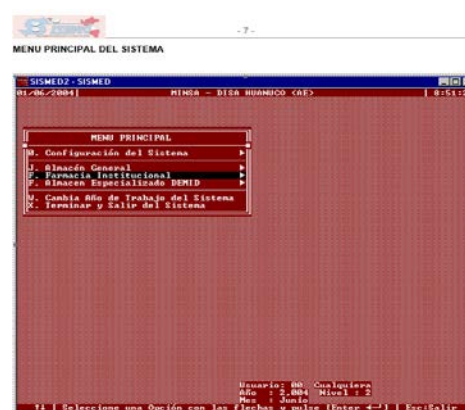 - 7 -
MENU PRINCIPAL DEL SISTEMA
SISMED2 - SISMED
01/06/2004| MINSA - DISA HUANUCO (AE) | 8:51:
MENU PRINCIPAL
0. Configuración del Sistema
J. Almacén General
F. Farmacia Institucional
F. Almacen Especializado DEMID
V. Cambia Año de Trabajo del Sistema
X. Terminar y Salir del Sistema
Usuario: 00. Cualquiera
Año : 2,004 Nivel : 2
Mes : Junio
↑↓ | Seleccione una Opción con las flechas y pulse [Enter ◄┘] | Esc:Salir